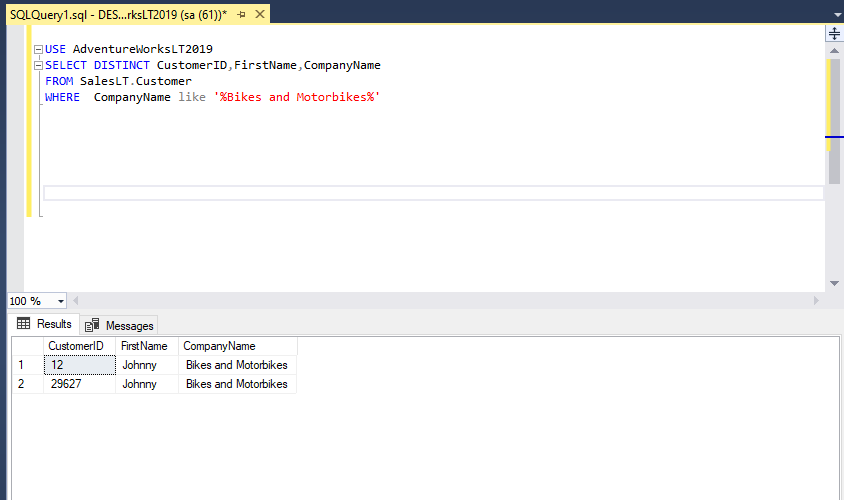 SQLQuery1.sql - DES...rksLT2019 (sa (61))*
USE AdventureWorksLT2019
SELECT DISTINCT CustomerID,FirstName,CompanyName
FROM SalesLT.Customer
WHERE  CompanyName like '%Bikes and Motorbikes%'
100 %
Results Messages
CustomerID FirstName CompanyName
1 12 Johnny Bikes and Motorbikes
2 29627 Johnny Bikes and Motorbikes